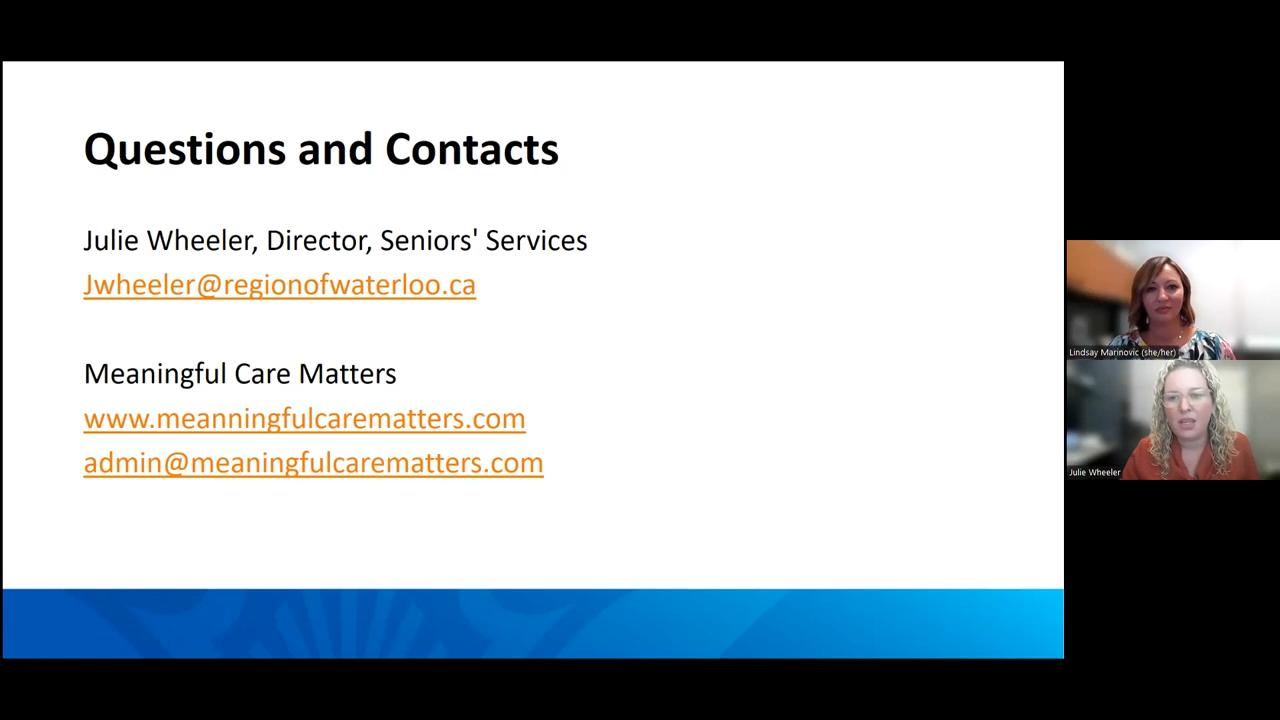 Questions and Contacts
Julie Wheeler, Director, Seniors' Services
Jwheeler@regionofwaterloo.ca
Meaningful Care Matters
www.meanningfulcarematters.com
admin@meaningfulcarematters.com
Lindsay Marinovic (she/her)
Julie Wheeler